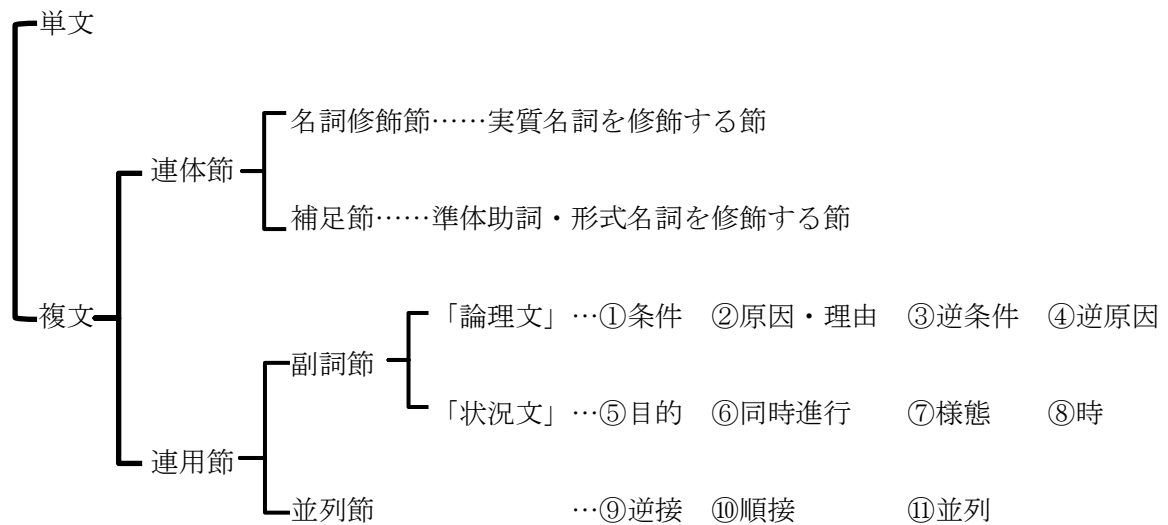 単文
名詞修飾節……実質名詞を修飾する節
連体節
補足節……準体助詞・形式名詞を修飾する節
複文
「論理文」…①条件 ②原因・理由 ③逆条件 ④逆原因
副詞節
「状況文」…⑤目的 ⑥同時進行 ⑦様態 ⑧時
連用節
並列節 …⑨逆接 ⑩順接 ⑪並列